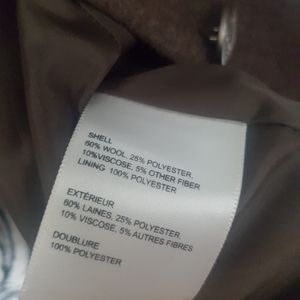 SHELL
60% WOOL, 25% POLYESTER,
10%VISCOSE, 5% OTHER FIBER
LINING  100% POLYESTER
EXTÉRIEUR
60% LAINES, 25% POLYESTER
10% VISCOSE, 5% AUTRES FIBRES
DOUBLURE
100% POLYESTER